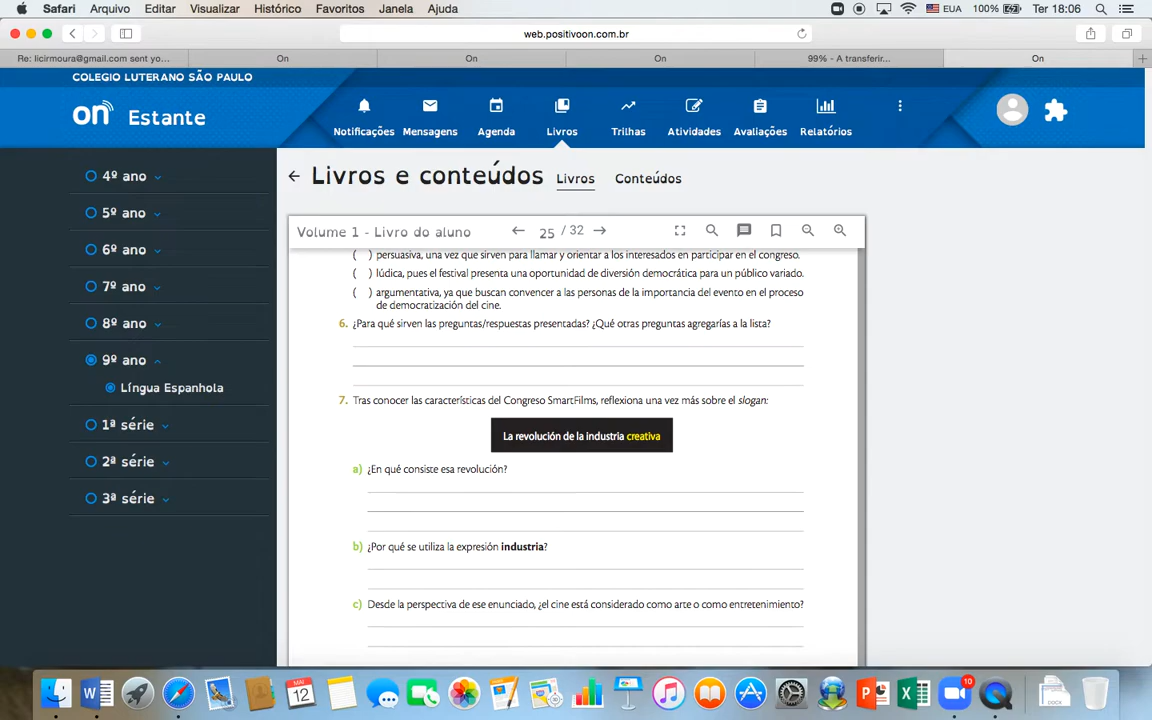 Safari Arquivo Editar Visualizar Histórico Favoritos Janela Ajuda EUA 100% Ter 18:06
web.positivoon.com.br
Re: licirmoura@gmail.com sent yo... On On On 99% - A transferir... On
COLEGIO LUTERANO SÃO PAULO
on Estante
Notificações Mensagens Agenda Livros Trilhas Atividades Avaliações Relatórios
Livros e conteúdos Livros Conteúdos
4º ano
5º ano
6º ano
7º ano
8º ano
9º ano
Língua Espanhola
1ª série
2ª série
3ª série
Volume 1 - Livro do aluno 25 / 32
( ) persuasiva, una vez que sirven para llamar y orientar a los interesados en participar en el congreso.
( ) lúdica, pues el festival presenta una oportunidad de diversión democrática para un público variado.
( ) argumentativa, ya que buscan convencer a las personas de la importancia del evento en el proceso
de democratización del cine.
6. ¿Para qué sirven las preguntas/respuestas presentadas? ¿Qué otras preguntas agregarías a la lista?
7. Tras conocer las características del Congreso SmartFilms, reflexiona una vez más sobre el slogan:
La revolución de la industria creativa
a) ¿En qué consiste esa revolución?
b) ¿Por qué se utiliza la expresión industria?
c) Desde la perspectiva de ese enunciado, ¿el cine está considerado como arte o como entretenimiento?
MAI
12
10
DOCX